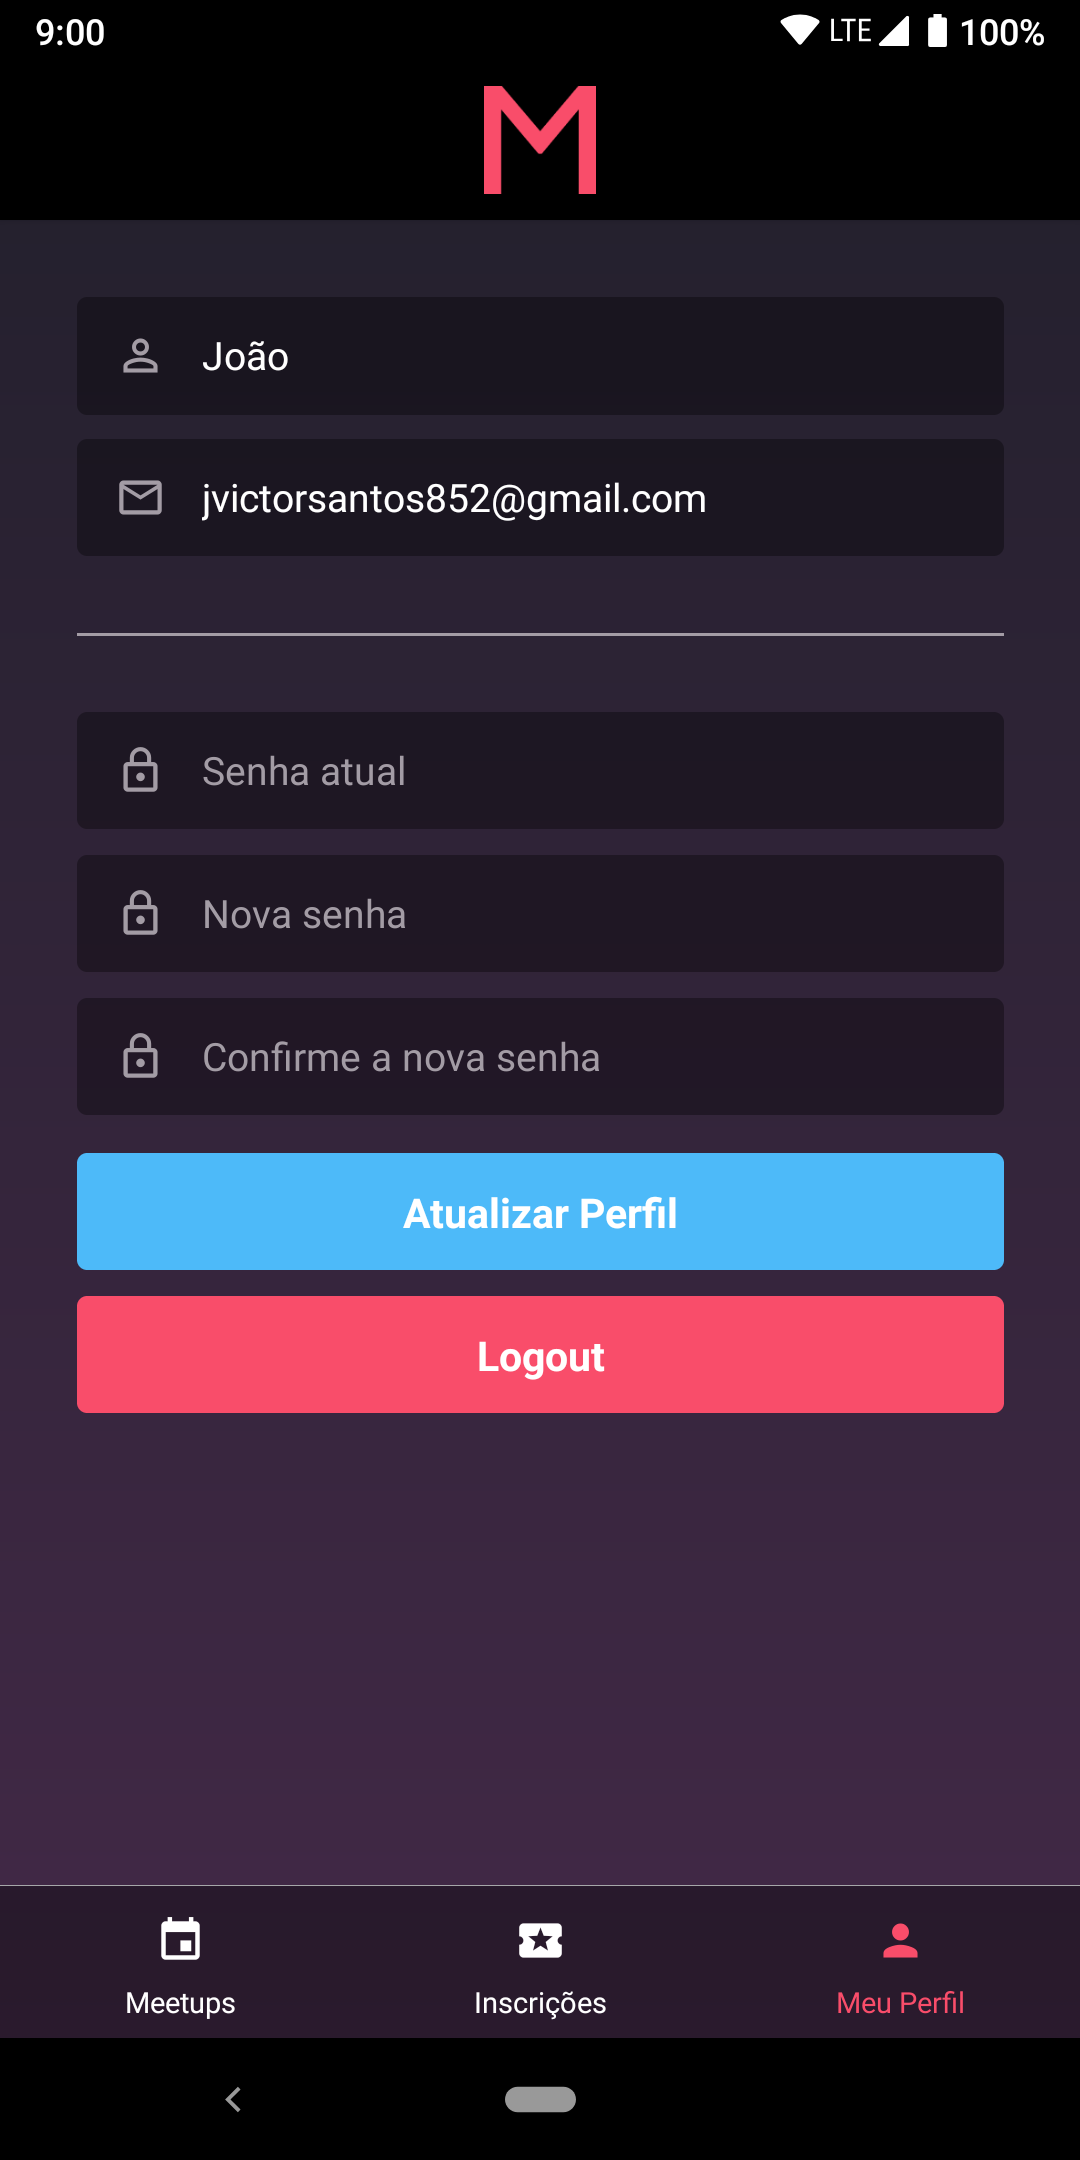 9:00 LTE 100%
M
João
jvictorsantos852@gmail.com
Senha atual
Nova senha
Confirme a nova senha
Atualizar Perfil
Logout
Meetups Inscrições Meu Perfil